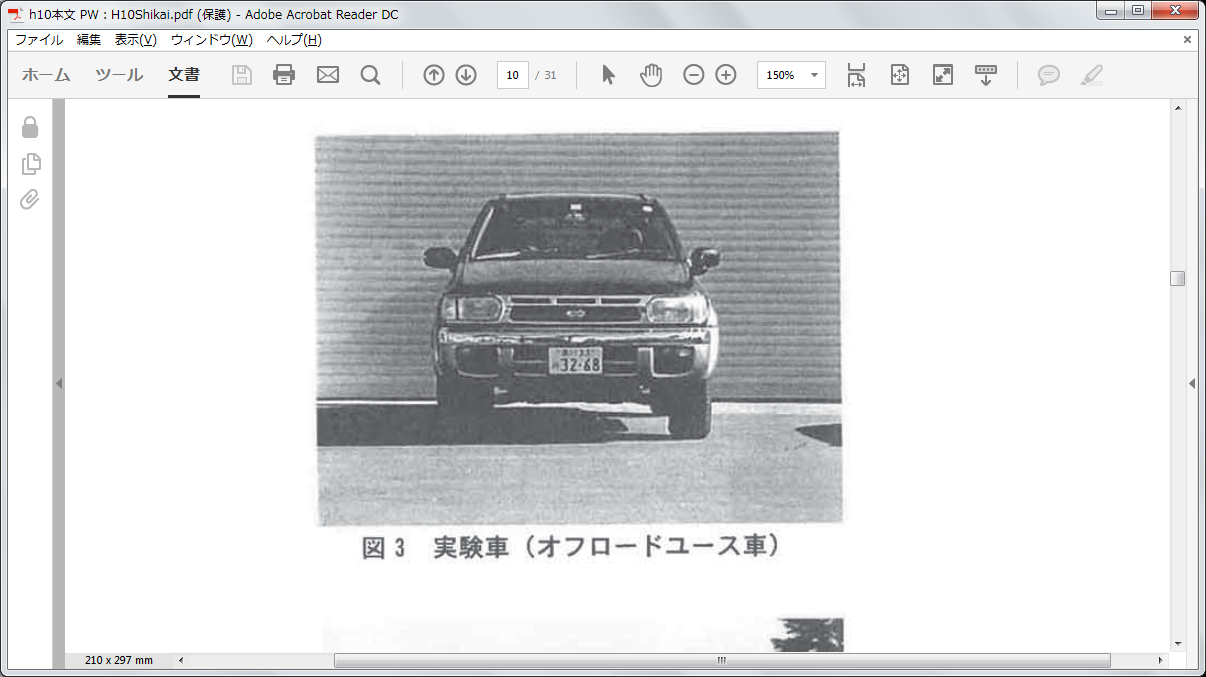 h10本文 PW : H10Shikai.pdf (保護) - Adobe Acrobat Reader DC
ファイル 編集 表示(V) ウィンドウ(W) ヘルプ(H)
ホーム ツール 文書 10 / 31 150%
32-68
図3 実験車（オフロードユース車）
210 x 297 mm